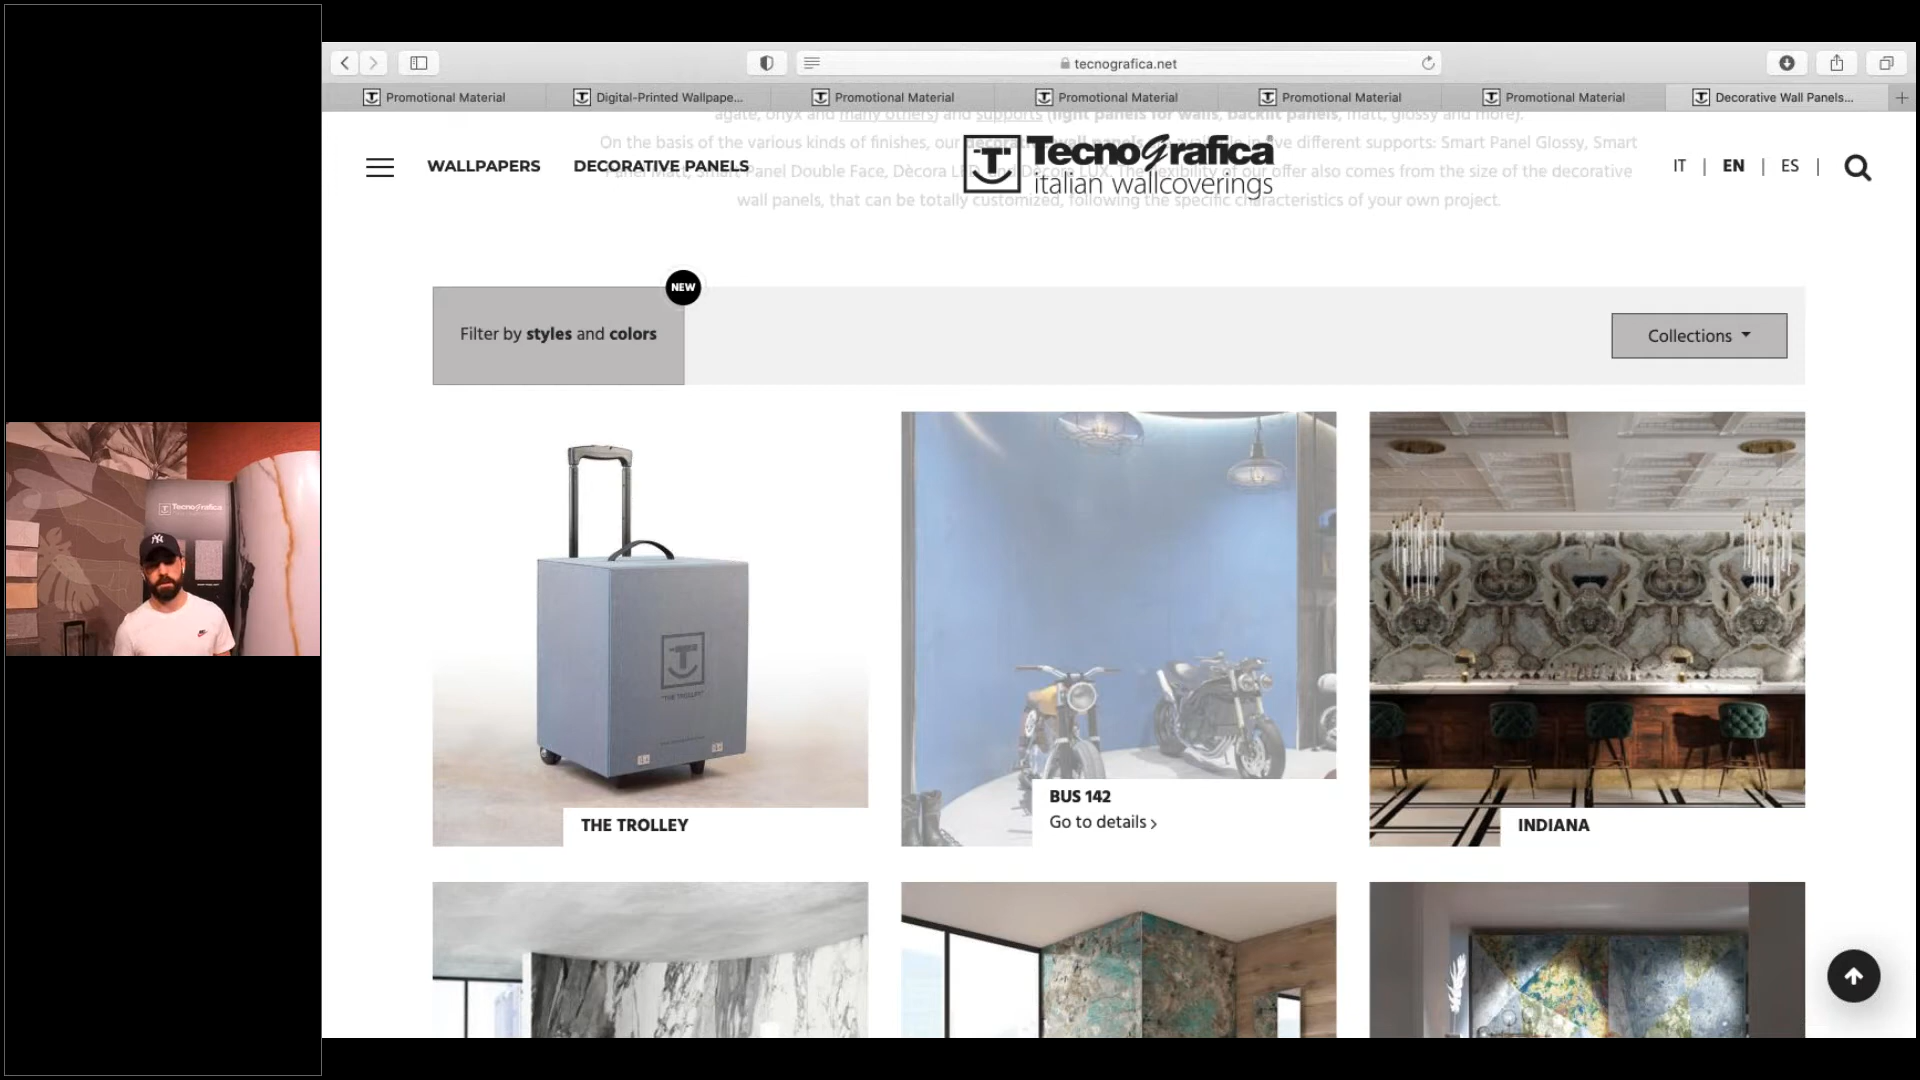 tecnografica.net
Promotional Material
Digital-Printed Wallpape...
Promotional Material
Promotional Material
Promotional Material
Promotional Material
Decorative Wall Panels...
agate, onyx and many others) and supports (light panels for walls, backlit panels, matt, glossy and more).
On the basis of the various kinds of finishes, our decorative wall panels are available in five different supports: Smart Panel Glossy, Smart
Panel Matt, Smart Panel Double Face, Dècora LED and Dècora LUX. The flexibility of our offer also comes from the size of the decorative
wall panels, that can be totally customized, following the specific characteristics of your own project.
WALLPAPERS
DECORATIVE PANELS
Tecnografica
italian wallcoverings
IT | EN | ES |
NEW
Filter by styles and colors
Collections
"THE TROLLEY"
THE TROLLEY
BUS 142
Go to details >
INDIANA
Tecnografica
NY